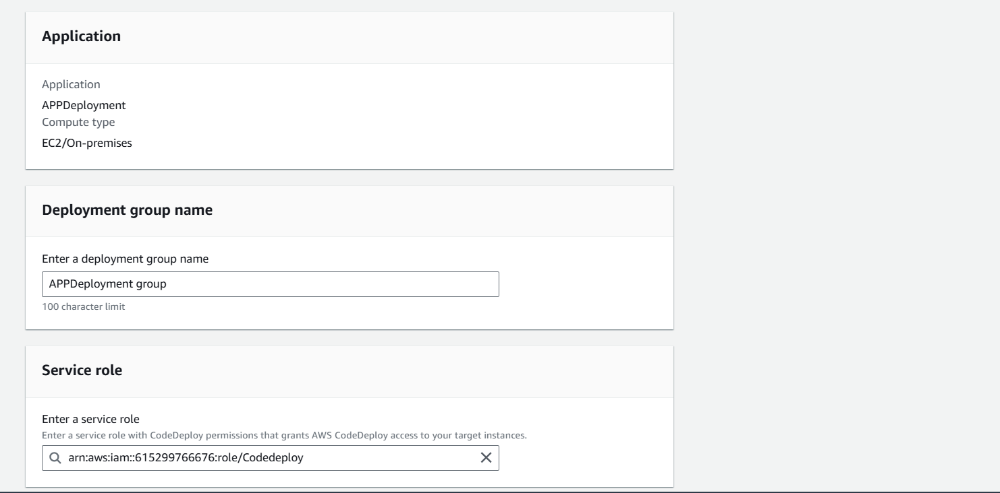 Application
Application
APPDeployment
Compute type
EC2/On-premises
Deployment group name
Enter a deployment group name
APPDeployment group
100 character limit
Service role
Enter a service role
Enter a service role with CodeDeploy permissions that grants AWS CodeDeploy access to your target instances.
arn:aws:iam::615299766676:role/Codedeploy